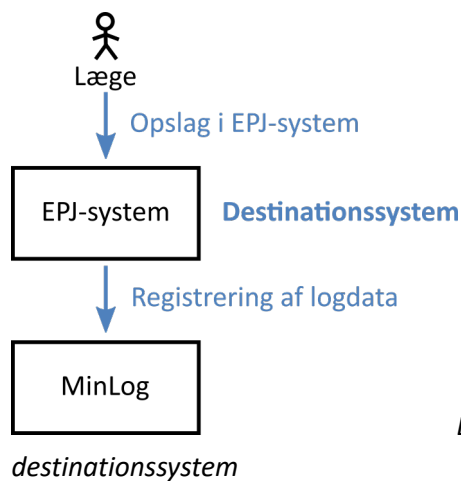 Læge
Opslag i EPJ-system
EPJ-system
Destinationssystem
Registrering af logdata
MinLog
destinationssystem